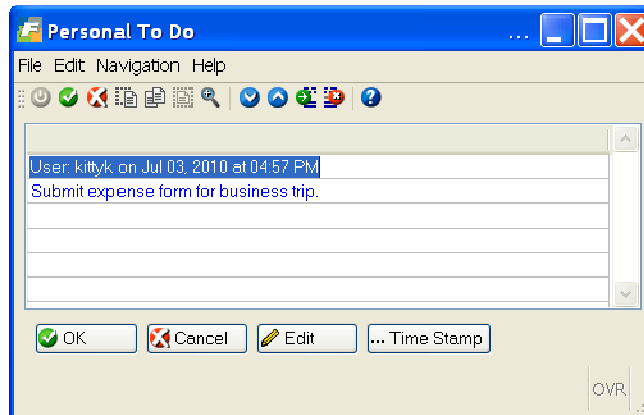 Personal To Do ...
File Edit Navigation Help
User: kittyk on Jul 03, 2010 at 04:57 PM
Submit expense form for business trip.
OK Cancel Edit ... Time Stamp
OVR